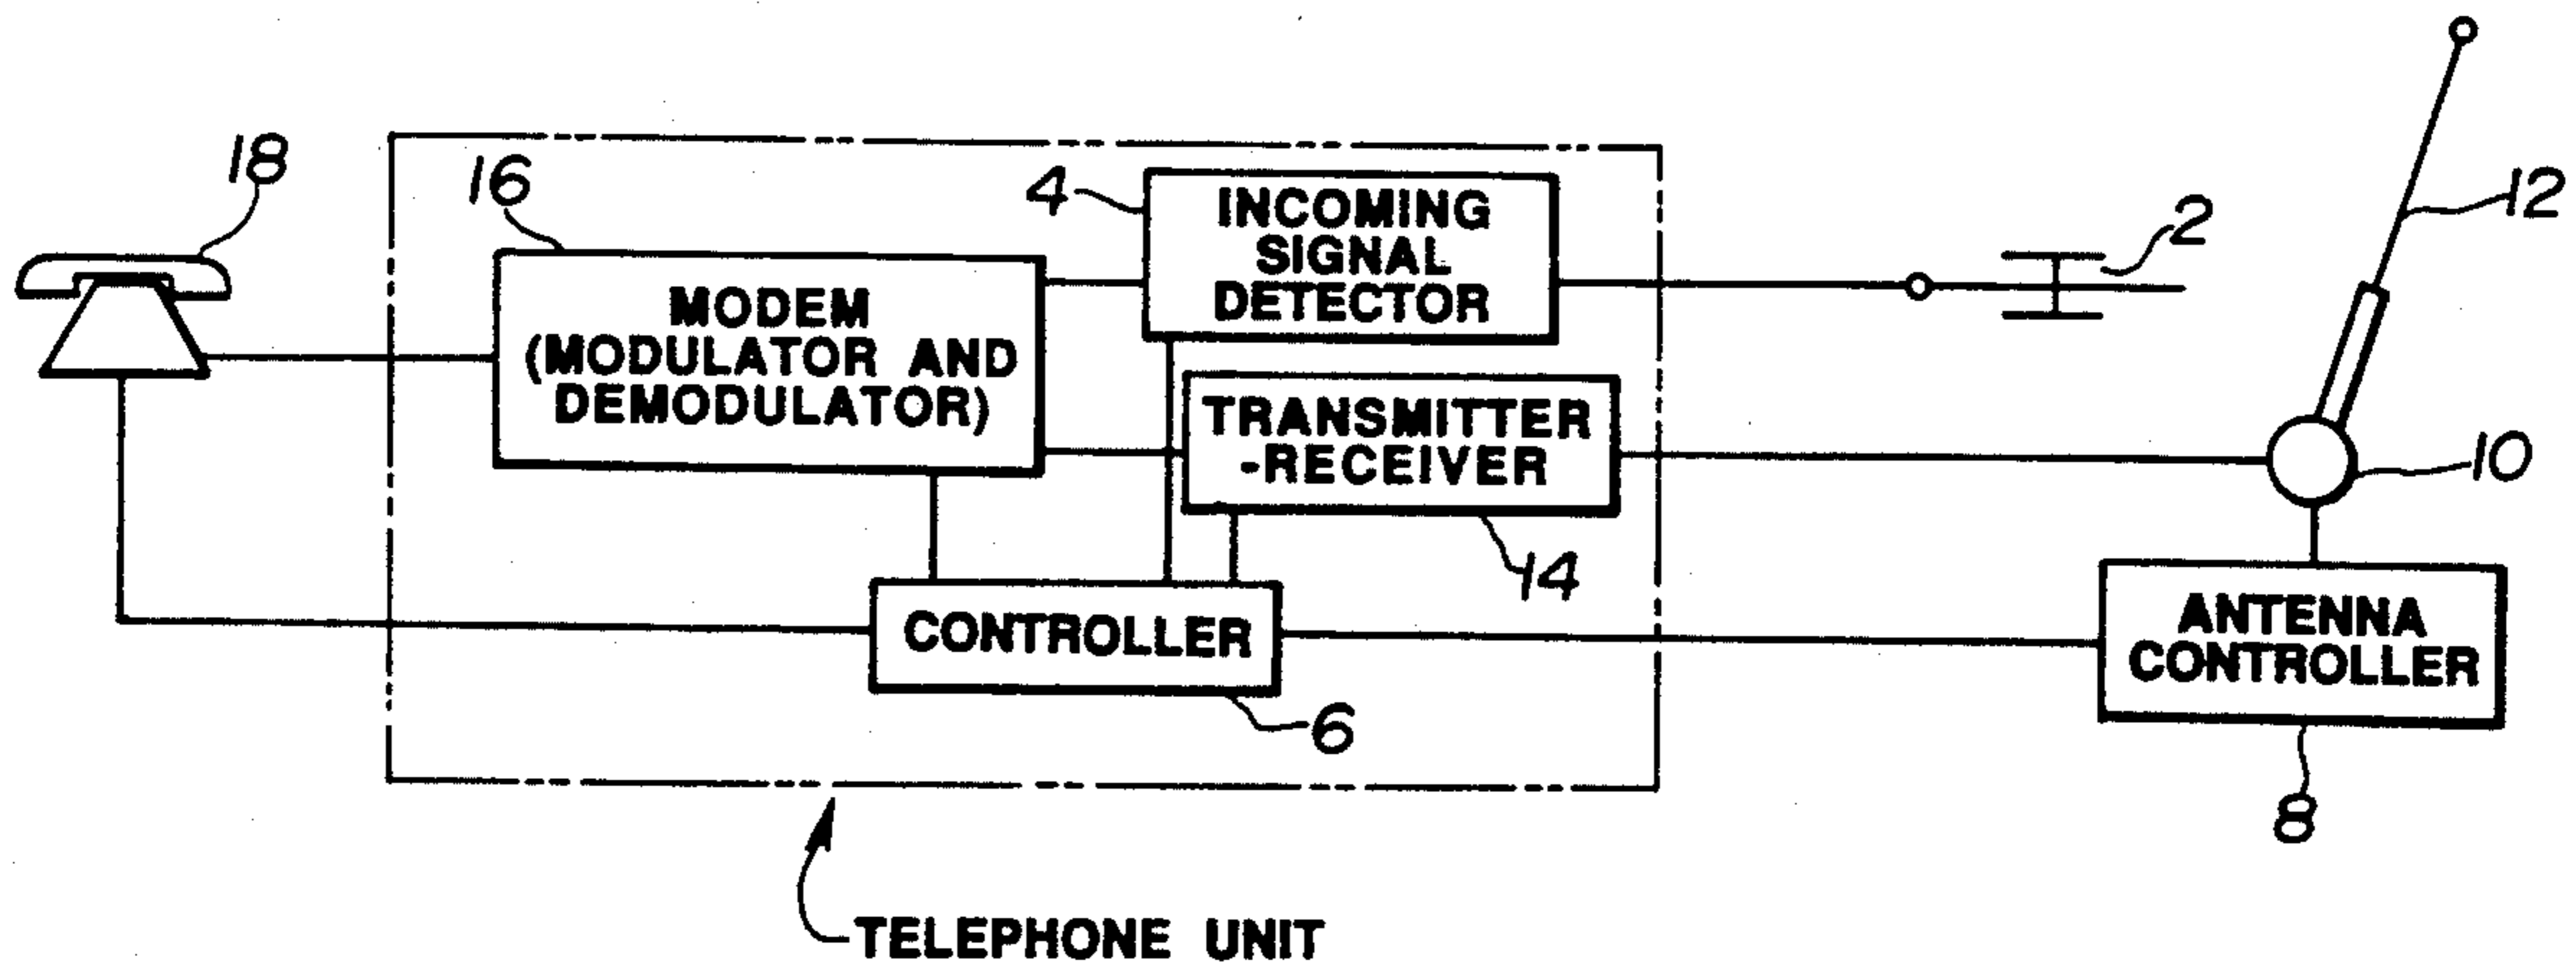 18
16
MODEM
(MODULATOR AND
DEMODULATOR)
4
INCOMING
SIGNAL
DETECTOR
2
12
TRANSMITTER
-RECEIVER
14
10
CONTROLLER
6
ANTENNA
CONTROLLER
8
TELEPHONE UNIT